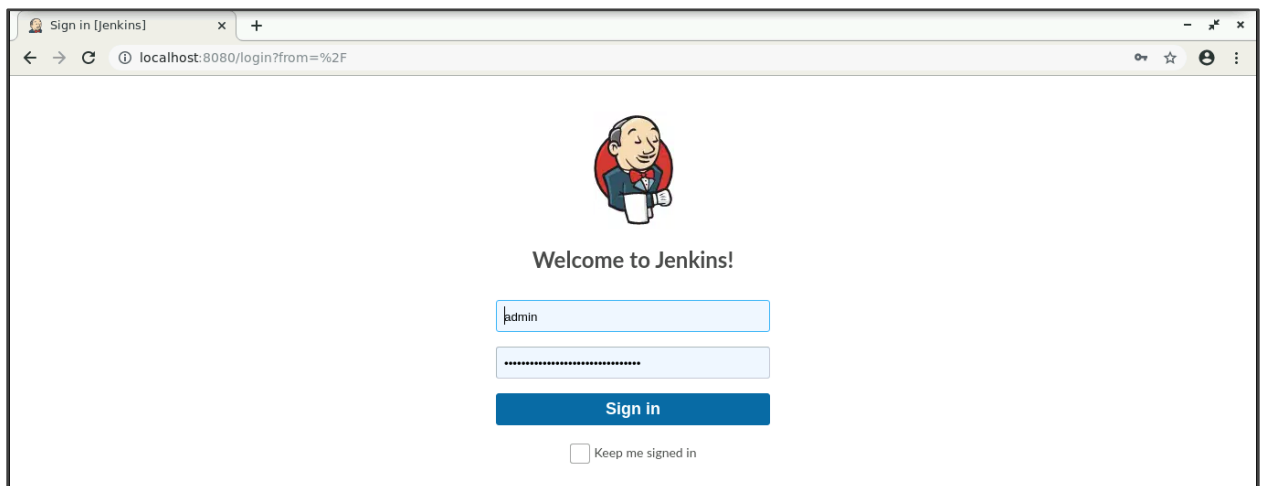 Sign in [Jenkins]
localhost:8080/login?from=%2F
Welcome to Jenkins!
admin
••••••••••••••••••••••••••••••••
Sign in
Keep me signed in